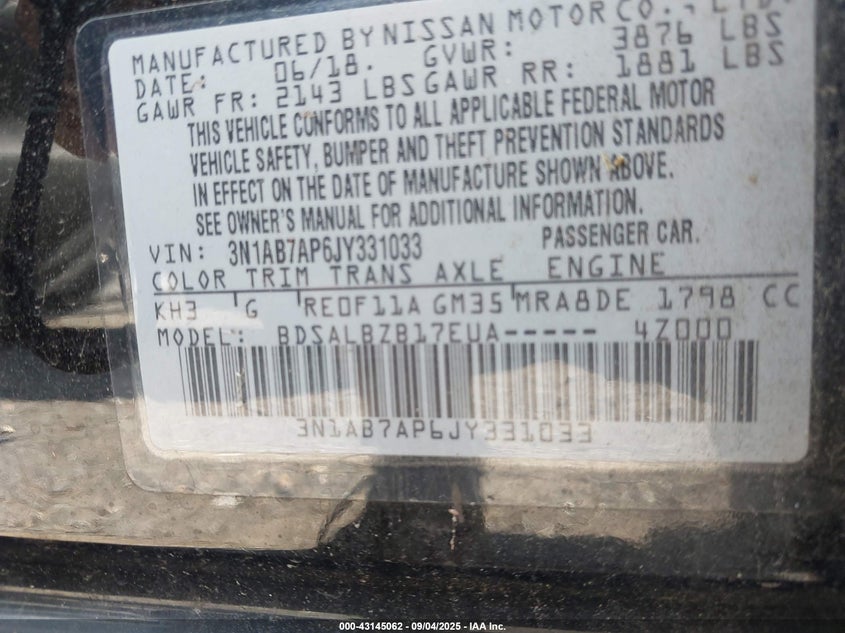 MANUFACTURED BY NISSAN MOTOR CO., LTD.
DATE: 06/18. GVWR: 3876 LBS
GAWR FR: 2143 LBS GAWR RR: 1881 LBS
THIS VEHICLE CONFORMS TO ALL APPLICABLE FEDERAL MOTOR
VEHICLE SAFETY, BUMPER AND THEFT PREVENTION STANDARDS
IN EFFECT ON THE DATE OF MANUFACTURE SHOWN ABOVE.
SEE OWNER'S MANUAL FOR ADDITIONAL INFORMATION.
VIN: 3N1AB7AP6JY331033 PASSENGER CAR.
COLOR TRIM TRANS AXLE ENGINE
KH3 G RE0F11A GM35 MRA8DE 1798 CC
MODEL: BDSALBZB17EUA----- 4Z000
3N1AB7AP6JY331033
000-43145062 - 09/04/2025 - IAA Inc.